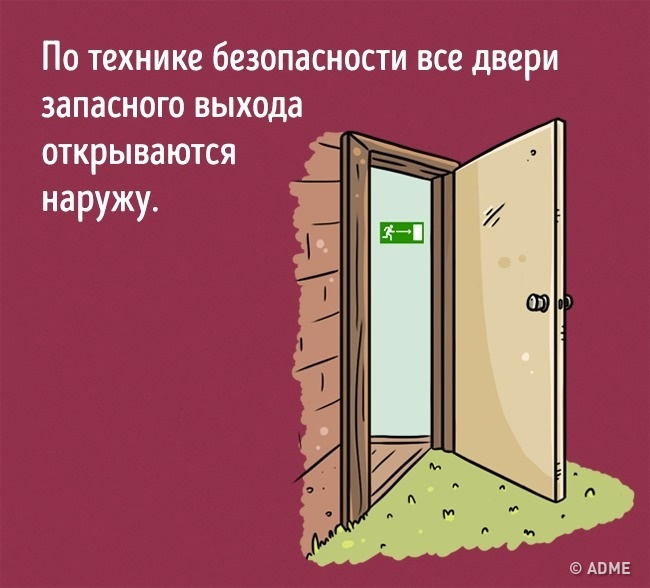 По технике безопасности все двери
запасного выхода
открываются
наружу.
© ADME